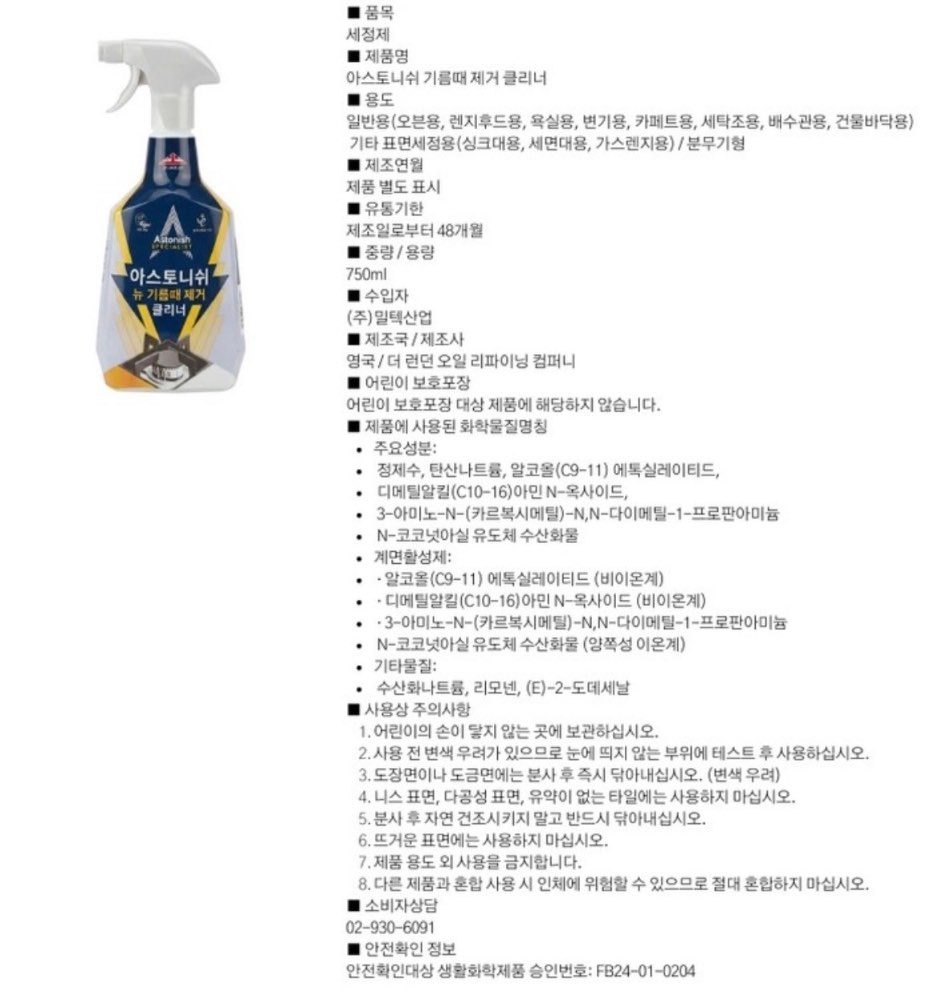 Astonish
SPECIALIST
아스토니쉬
뉴 기름때 제거
클리너
■ 품목
세정제
■ 제품명
아스토니쉬 기름때 제거 클리너
■ 용도
일반용(오븐용, 렌지후드용, 욕실용, 변기용, 카페트용, 세탁조용, 배수관용, 건물바닥용)
기타 표면세정용(싱크대용, 세면대용, 가스렌지용) / 분무기형
■ 제조연월
제품 별도 표시
■ 유통기한
제조일로부터 48개월
■ 중량 / 용량
750ml
■ 수입자
(주)밀텍산업
■ 제조국 / 제조사
영국 / 더 런던 오일 리파이닝 컴퍼니
■ 어린이 보호포장
어린이 보호포장 대상 제품에 해당하지 않습니다.
■ 제품에 사용된 화학물질명칭
• 주요성분:
• 정제수, 탄산나트륨, 알코올(C9-11) 에톡실레이티드,
• 디메틸알킬(C10-16)아민 N-옥사이드,
• 3-아미노-N-(카르복시메틸)-N,N-다이메틸-1-프로판아미늄
• N-코코넛아실 유도체 수산화물
• 계면활성제:
• · 알코올(C9-11) 에톡실레이티드 (비이온계)
• · 디메틸알킬(C10-16)아민 N-옥사이드 (비이온계)
• · 3-아미노-N-(카르복시메틸)-N,N-다이메틸-1-프로판아미늄
• N-코코넛아실 유도체 수산화물 (양쪽성 이온계)
• 기타물질:
• 수산화나트륨, 리모넨, (E)-2-도데세날
■ 사용상 주의사항
1. 어린이의 손이 닿지 않는 곳에 보관하십시오.
2. 사용 전 변색 우려가 있으므로 눈에 띄지 않는 부위에 테스트 후 사용하십시오.
3. 도장면이나 도금면에는 분사 후 즉시 닦아내십시오. (변색 우려)
4. 니스 표면, 다공성 표면, 유약이 없는 타일에는 사용하지 마십시오.
5. 분사 후 자연 건조시키지 말고 반드시 닦아내십시오.
6. 뜨거운 표면에는 사용하지 마십시오.
7. 제품 용도 외 사용을 금지합니다.
8. 다른 제품과 혼합 사용 시 인체에 위험할 수 있으므로 절대 혼합하지 마십시오.
■ 소비자상담
02-930-6091
■ 안전확인 정보
안전확인대상 생활화학제품 승인번호: FB24-01-0204